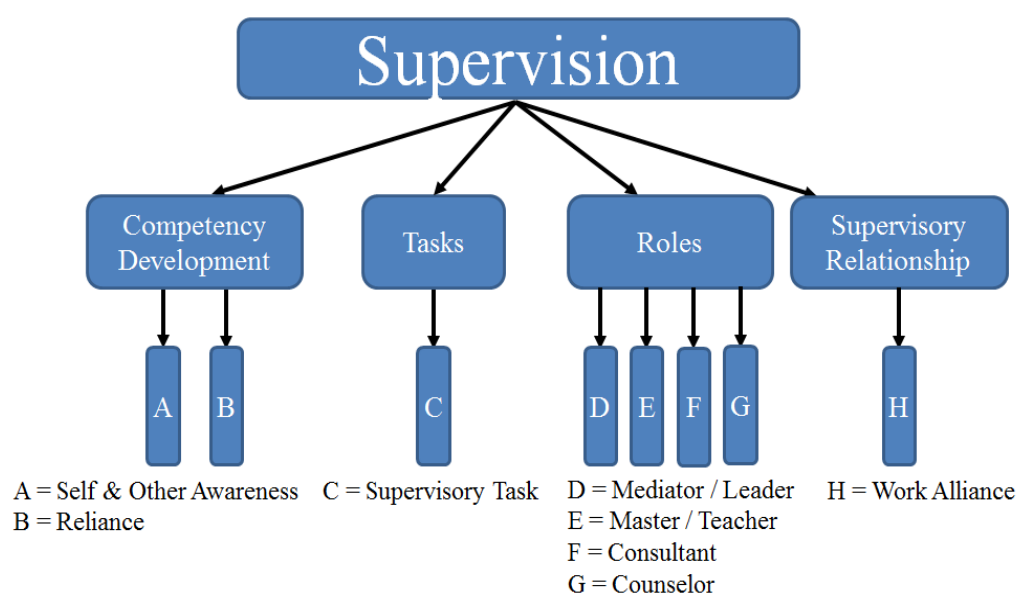 Supervision
Competency
Development
Tasks
Roles
Supervisory
Relationship
A
B
C
D
E
F
G
H
A = Self & Other Awareness
B = Reliance
C = Supervisory Task
D = Mediator / Leader
E = Master / Teacher
F = Consultant
G = Counselor
H = Work Alliance